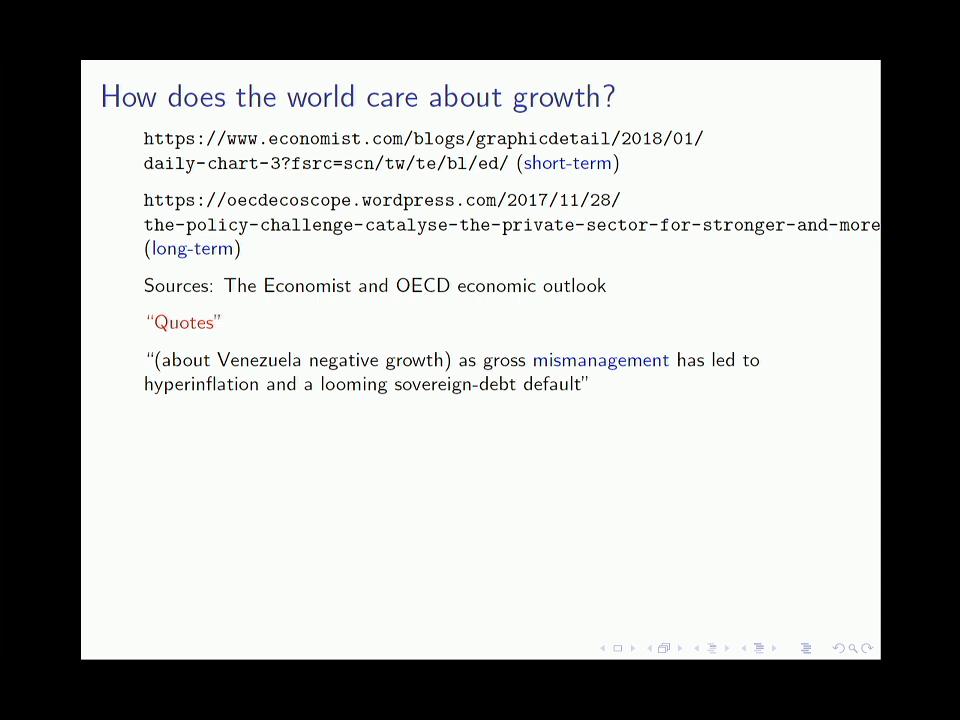 How does the world care about growth?
https://www.economist.com/blogs/graphicdetail/2018/01/
daily-chart-3?fsrc=scn/tw/te/bl/ed/ (short-term)
https://oecdecoscope.wordpress.com/2017/11/28/
the-policy-challenge-catalyse-the-private-sector-for-stronger-and-more
(long-term)
Sources: The Economist and OECD economic outlook
“Quotes”
“(about Venezuela negative growth) as gross mismanagement has led to
hyperinflation and a looming sovereign-debt default”